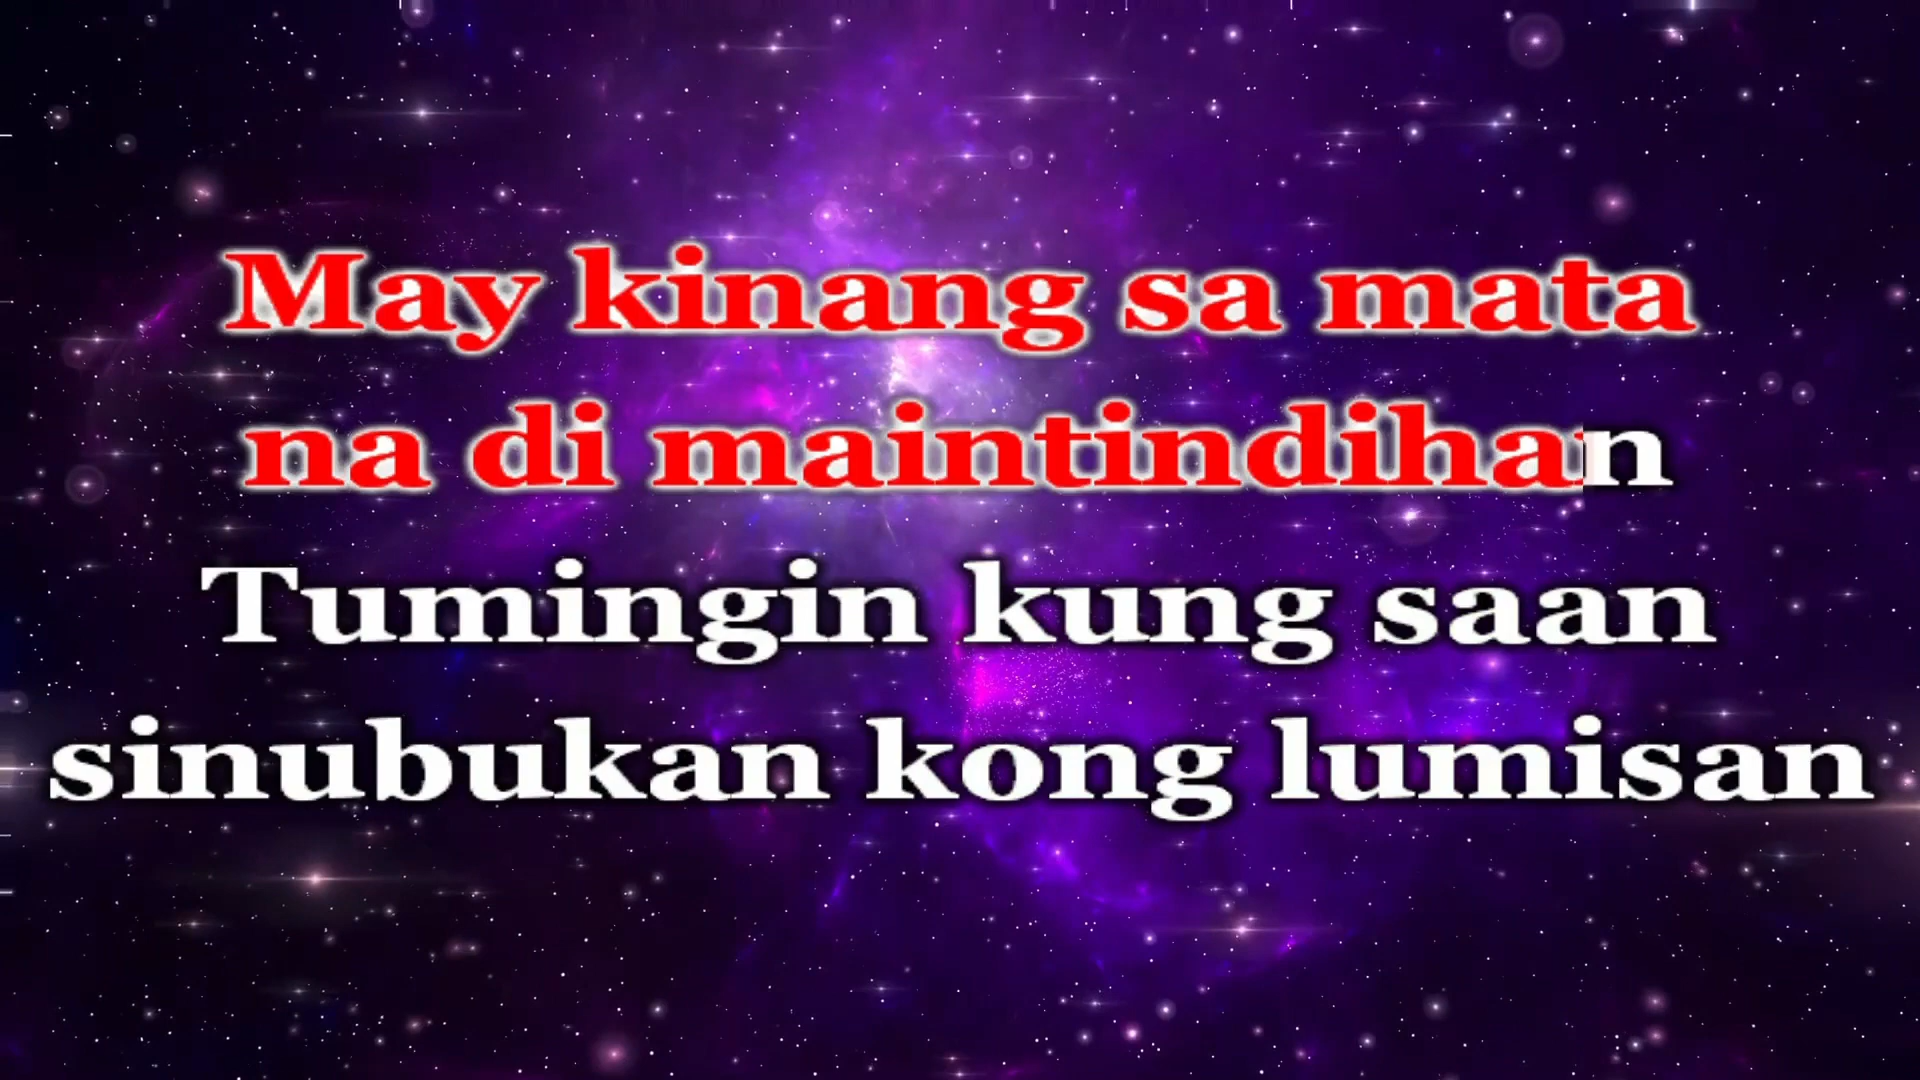 May kinang sa mata
na di maintindihan
Tumingin kung saan
sinubukan kong lumisan